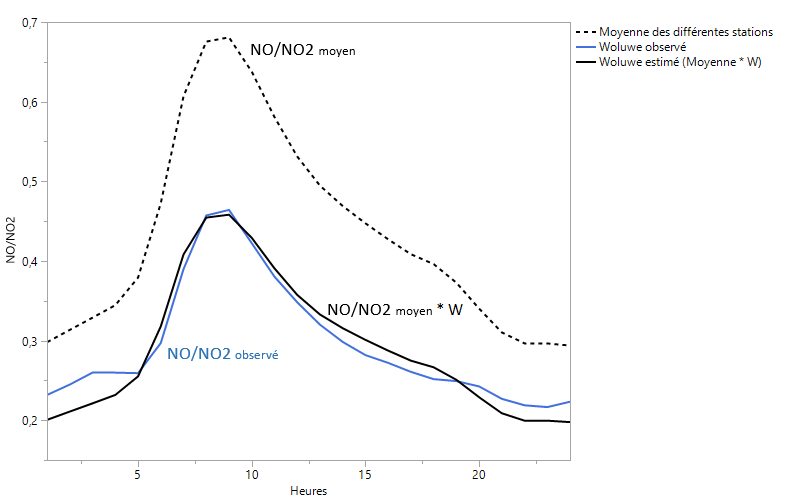 0,7
0,6
0,5
0,4
0,3
0,2
NO/NO2
5
10
15
20
Heures
NO/NO2 moyen
NO/NO2 moyen * W
NO/NO2 observé
Moyenne des différentes stations
Woluwe observé
Woluwe estimé (Moyenne * W)